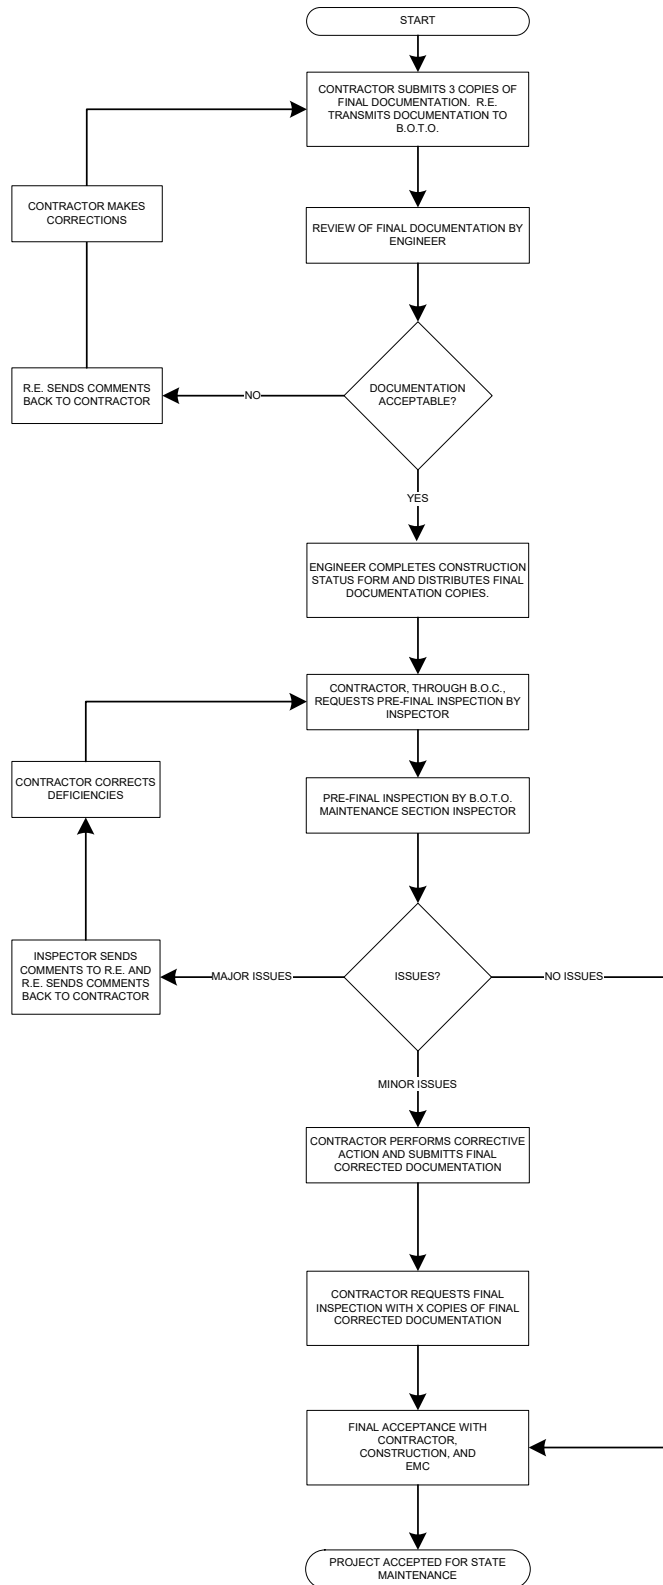 START
CONTRACTOR SUBMITS 3 COPIES OF
FINAL DOCUMENTATION. R.E.
TRANSMITS DOCUMENTATION TO
B.O.T.O.
CONTRACTOR MAKES
CORRECTIONS
REVIEW OF FINAL DOCUMENTATION BY
ENGINEER
R.E. SENDS COMMENTS
BACK TO CONTRACTOR
NO
DOCUMENTATION
ACCEPTABLE?
YES
ENGINEER COMPLETES CONSTRUCTION
STATUS FORM AND DISTRIBUTES FINAL
DOCUMENTATION COPIES.
CONTRACTOR, THROUGH B.O.C.,
REQUESTS PRE-FINAL INSPECTION BY
INSPECTOR
CONTRACTOR CORRECTS
DEFICIENCIES
PRE-FINAL INSPECTION BY B.O.T.O.
MAINTENANCE SECTION INSPECTOR
INSPECTOR SENDS
COMMENTS TO R.E. AND
R.E. SENDS COMMENTS
BACK TO CONTRACTOR
MAJOR ISSUES
ISSUES?
NO ISSUES
MINOR ISSUES
CONTRACTOR PERFORMS CORRECTIVE
ACTION AND SUBMITTS FINAL
CORRECTED DOCUMENTATION
CONTRACTOR REQUESTS FINAL
INSPECTION WITH X COPIES OF FINAL
CORRECTED DOCUMENTATION
FINAL ACCEPTANCE WITH
CONTRACTOR,
CONSTRUCTION, AND
EMC
PROJECT ACCEPTED FOR STATE
MAINTENANCE